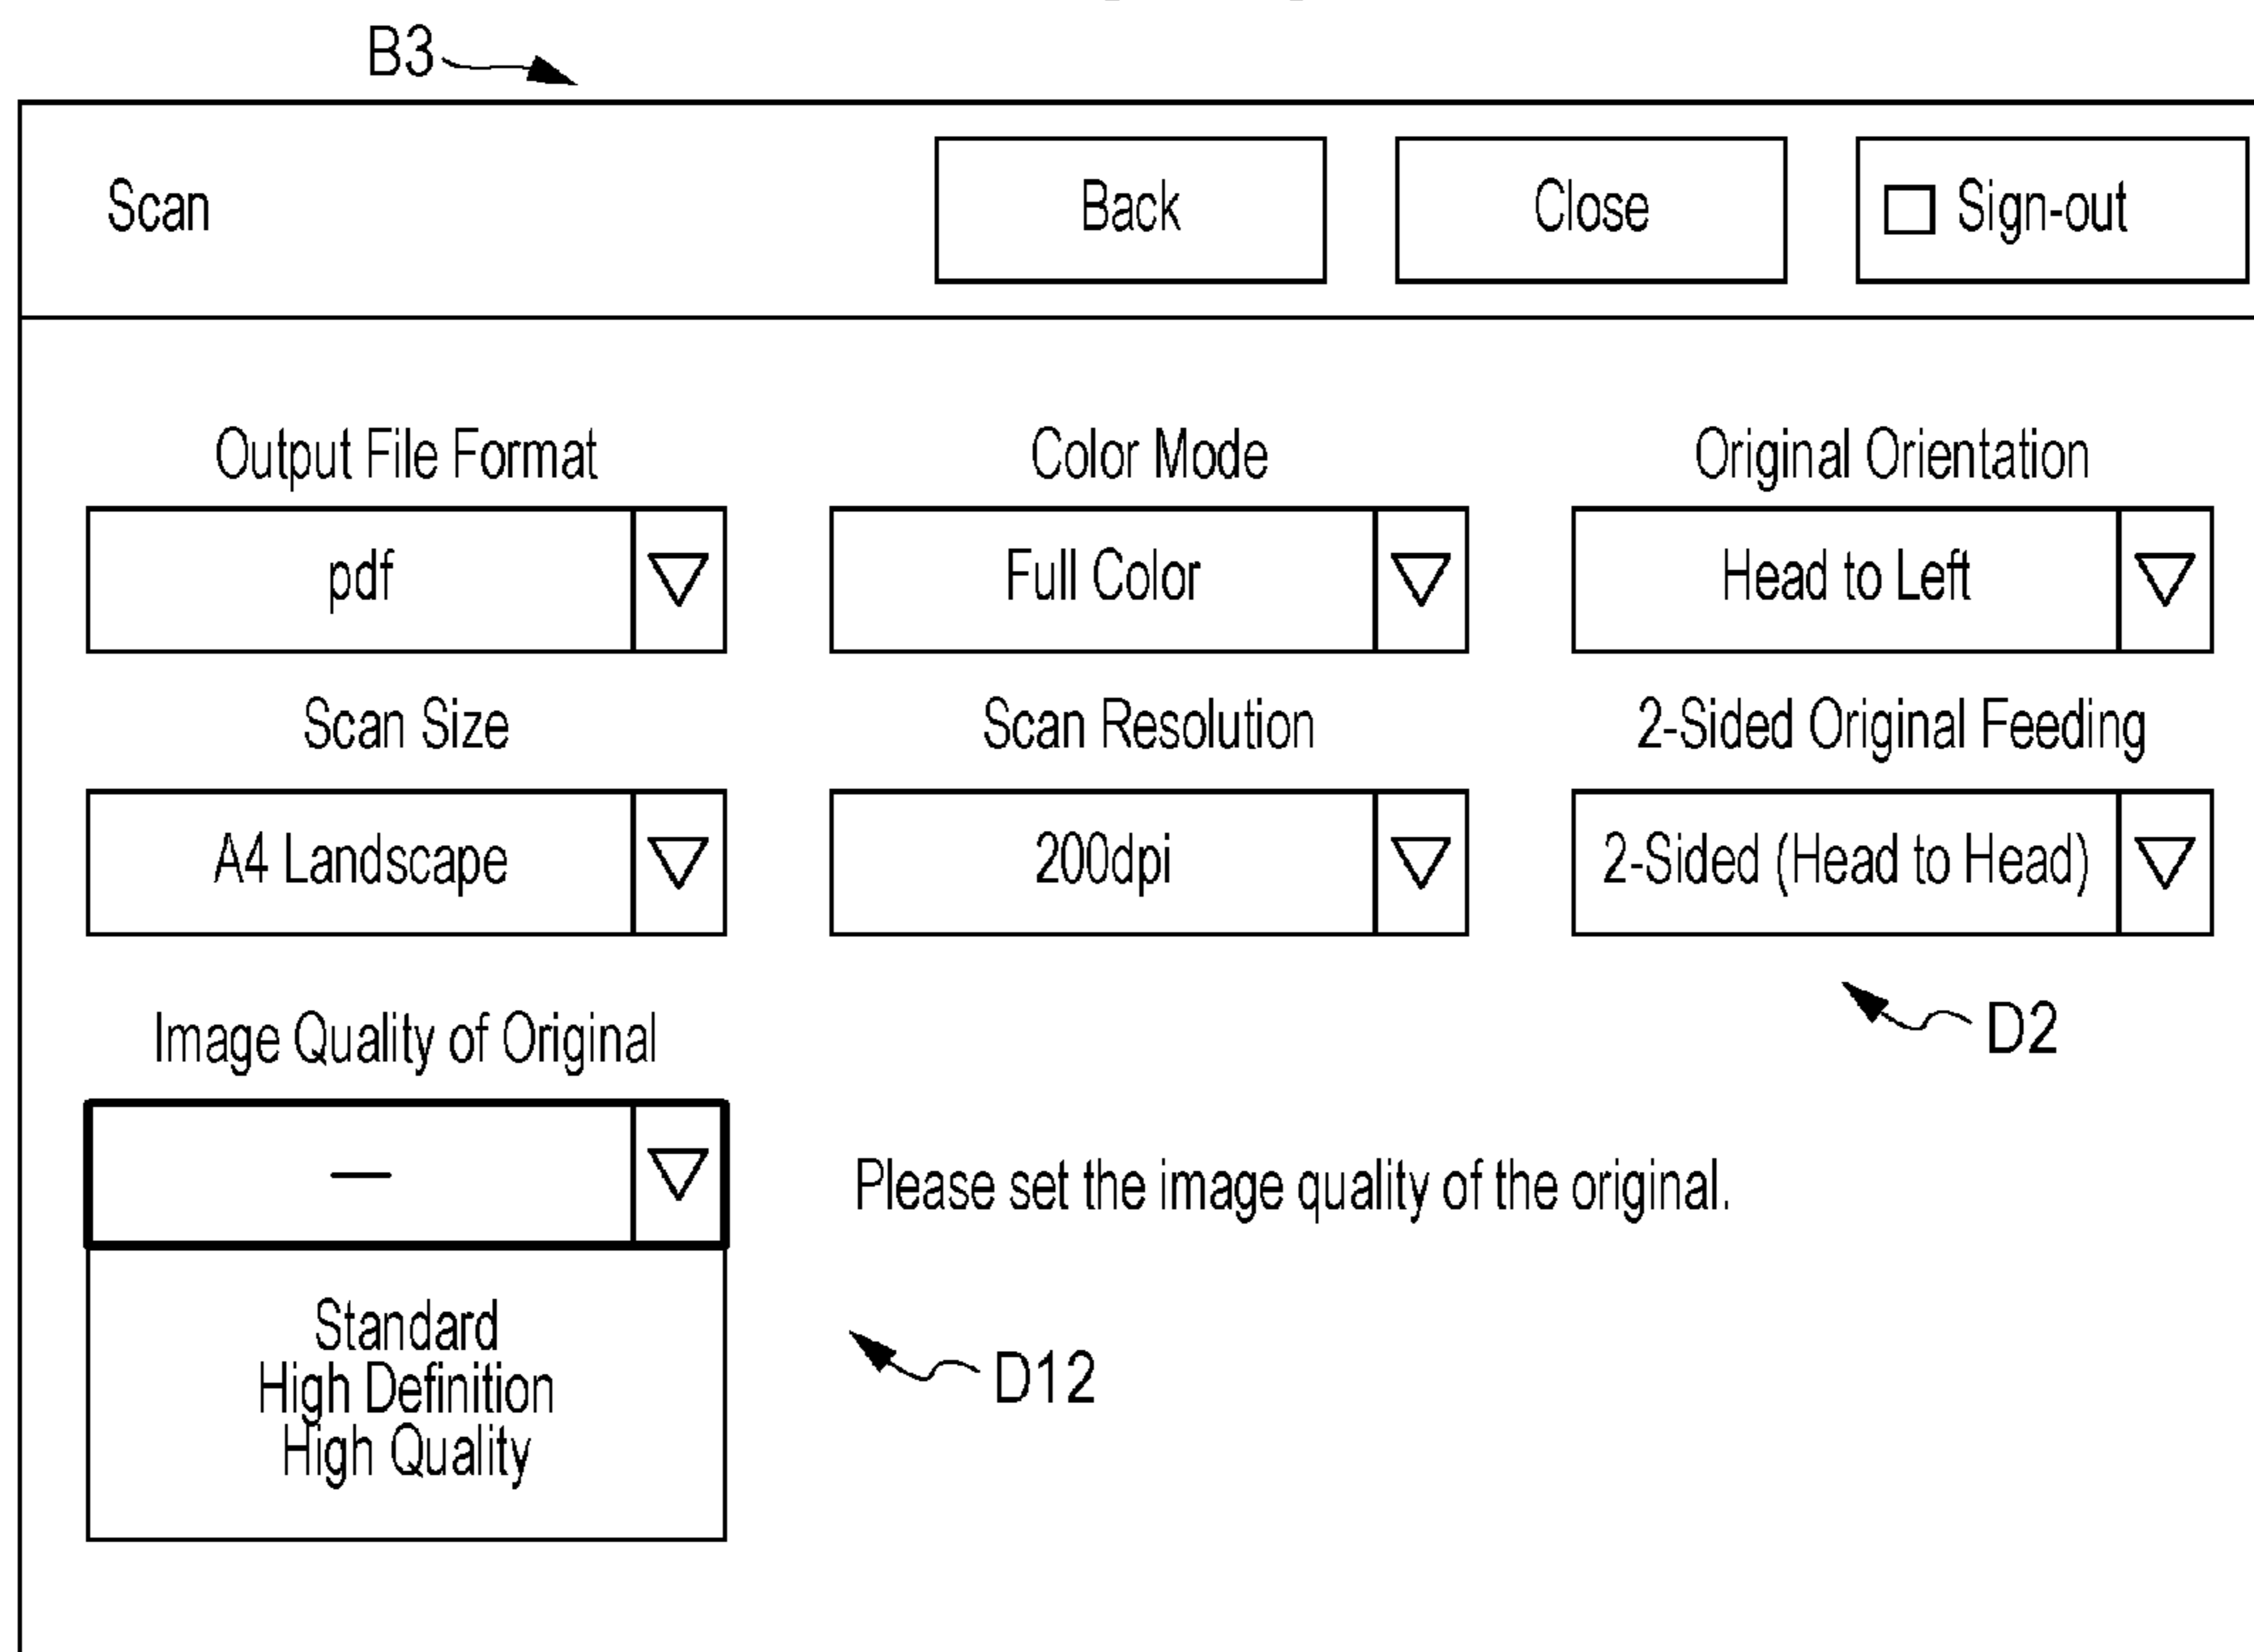 B3
Scan Back Close Sign-out
Output File Format Color Mode Original Orientation
pdf Full Color Head to Left
Scan Size Scan Resolution 2-Sided Original Feeding
A4 Landscape 200dpi 2-Sided (Head to Head)
D2
Image Quality of Original
— Please set the image quality of the original.
Standard
High Definition
High Quality
D12